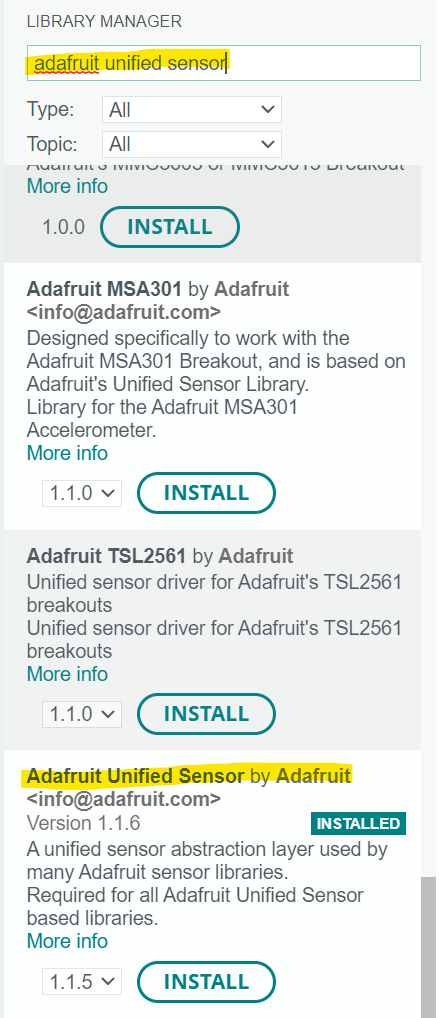 LIBRARY MANAGER
adafruit unified sensor
Type: All
Topic: All
Adafruit's MMC5603 or MMC5613 Breakout
More info
1.0.0 INSTALL
Adafruit MSA301 by Adafruit
<info@adafruit.com>
Designed specifically to work with the
Adafruit MSA301 Breakout, and is based on
Adafruit's Unified Sensor Library.
Library for the Adafruit MSA301
Accelerometer.
More info
1.1.0 INSTALL
Adafruit TSL2561 by Adafruit
Unified sensor driver for Adafruit's TSL2561
breakouts
Unified sensor driver for Adafruit's TSL2561
breakouts
More info
1.1.0 INSTALL
Adafruit Unified Sensor by Adafruit
<info@adafruit.com>
Version 1.1.6 INSTALLED
A unified sensor abstraction layer used by
many Adafruit sensor libraries.
Required for all Adafruit Unified Sensor
based libraries.
More info
1.1.5 INSTALL